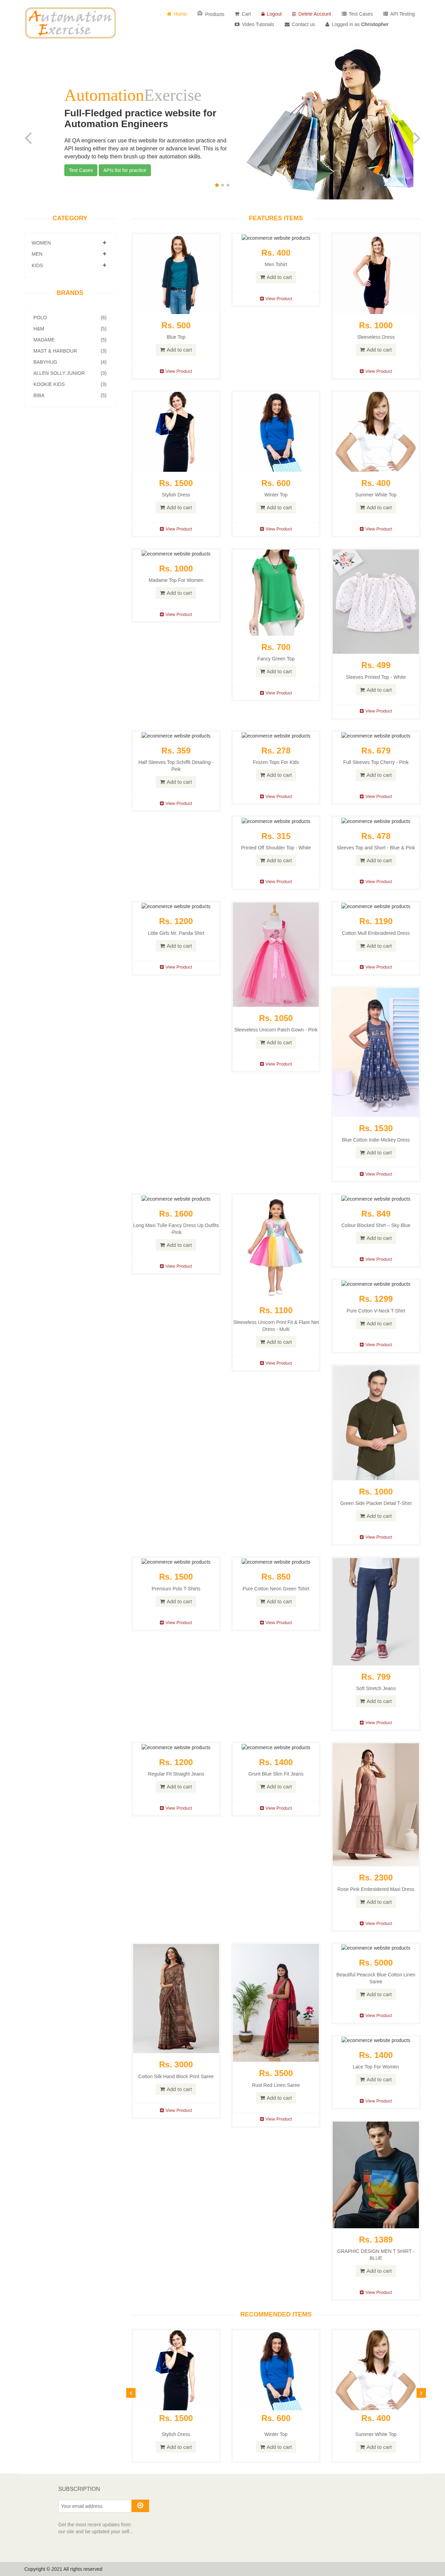 Automation
Exercise
Home
Products
Cart
Logout
Delete Account
Test Cases
API Testing
Video Tutorials
Contact us
Logged in as Christopher
AutomationExercise
Full-Fledged practice website for
Automation Engineers
All QA engineers can use this website for automation practice and
API testing either they are at beginner or advance level. This is for
everybody to help them brush up their automation skills.
Test Cases
APIs list for practice
CATEGORY
WOMEN
MEN
KIDS
BRANDS
POLO (6)
H&M (5)
MADAME (5)
MAST & HARBOUR (3)
BABYHUG (4)
ALLEN SOLLY JUNIOR (3)
KOOKIE KIDS (3)
BIBA (5)
FEATURES ITEMS
Rs. 500
Blue Top
Add to cart
View Product
ecommerce website products
Rs. 400
Men Tshirt
Add to cart
View Product
Rs. 1000
Sleeveless Dress
Add to cart
View Product
Rs. 1500
Stylish Dress
Add to cart
View Product
Rs. 600
Winter Top
Add to cart
View Product
Rs. 400
Summer White Top
Add to cart
View Product
ecommerce website products
Rs. 1000
Madame Top For Women
Add to cart
View Product
Rs. 700
Fancy Green Top
Add to cart
View Product
Rs. 499
Sleeves Printed Top - White
Add to cart
View Product
ecommerce website products
Rs. 359
Half Sleeves Top Schiffli Detailing -
Pink
Add to cart
View Product
ecommerce website products
Rs. 278
Frozen Tops For Kids
Add to cart
View Product
ecommerce website products
Rs. 679
Full Sleeves Top Cherry - Pink
Add to cart
View Product
ecommerce website products
Rs. 315
Printed Off Shoulder Top - White
Add to cart
View Product
ecommerce website products
Rs. 478
Sleeves Top and Short - Blue & Pink
Add to cart
View Product
ecommerce website products
Rs. 1200
Little Girls Mr. Panda Shirt
Add to cart
View Product
Rs. 1050
Sleeveless Unicorn Patch Gown - Pink
Add to cart
View Product
ecommerce website products
Rs. 1190
Cotton Mull Embroidered Dress
Add to cart
View Product
Rs. 1530
Blue Cotton Indie Mickey Dress
Add to cart
View Product
ecommerce website products
Rs. 1600
Long Maxi Tulle Fancy Dress Up Outfits
-Pink
Add to cart
View Product
Rs. 1100
Sleeveless Unicorn Print Fit & Flare Net
Dress - Multi
Add to cart
View Product
ecommerce website products
Rs. 849
Colour Blocked Shirt – Sky Blue
Add to cart
View Product
ecommerce website products
Rs. 1299
Pure Cotton V-Neck T-Shirt
Add to cart
View Product
Rs. 1000
Green Side Placket Detail T-Shirt
Add to cart
View Product
ecommerce website products
Rs. 1500
Premium Polo T-Shirts
Add to cart
View Product
ecommerce website products
Rs. 850
Pure Cotton Neon Green Tshirt
Add to cart
View Product
Rs. 799
Soft Stretch Jeans
Add to cart
View Product
ecommerce website products
Rs. 1200
Regular Fit Straight Jeans
Add to cart
View Product
ecommerce website products
Rs. 1400
Grunt Blue Slim Fit Jeans
Add to cart
View Product
Rs. 2300
Rose Pink Embroidered Maxi Dress
Add to cart
View Product
Rs. 3000
Cotton Silk Hand Block Print Saree
Add to cart
View Product
Rs. 3500
Rust Red Linen Saree
Add to cart
View Product
ecommerce website products
Rs. 5000
Beautiful Peacock Blue Cotton Linen
Saree
Add to cart
View Product
ecommerce website products
Rs. 1400
Lace Top For Women
Add to cart
View Product
Rs. 1389
GRAPHIC DESIGN MEN T SHIRT -
BLUE
Add to cart
View Product
RECOMMENDED ITEMS
Rs. 1500
Stylish Dress
Add to cart
Rs. 600
Winter Top
Add to cart
Rs. 400
Summer White Top
Add to cart
SUBSCRIPTION
Your email address
Get the most recent updates from
our site and be updated your self...
Copyright © 2021 All rights reserved